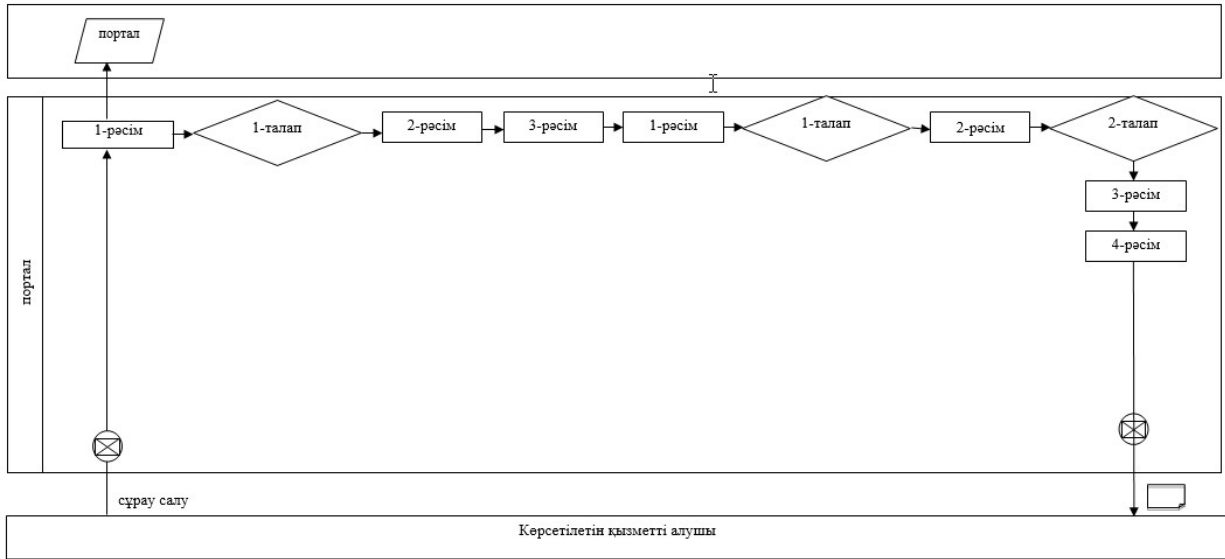 портал
1-рәсім
1-талап
2-рәсім
3-рәсім
1-рәсім
1-талап
2-рәсім
2-талап
3-рәсім
4-рәсім
портал
сұрау салу
Көрсетілетін қызметті алушы